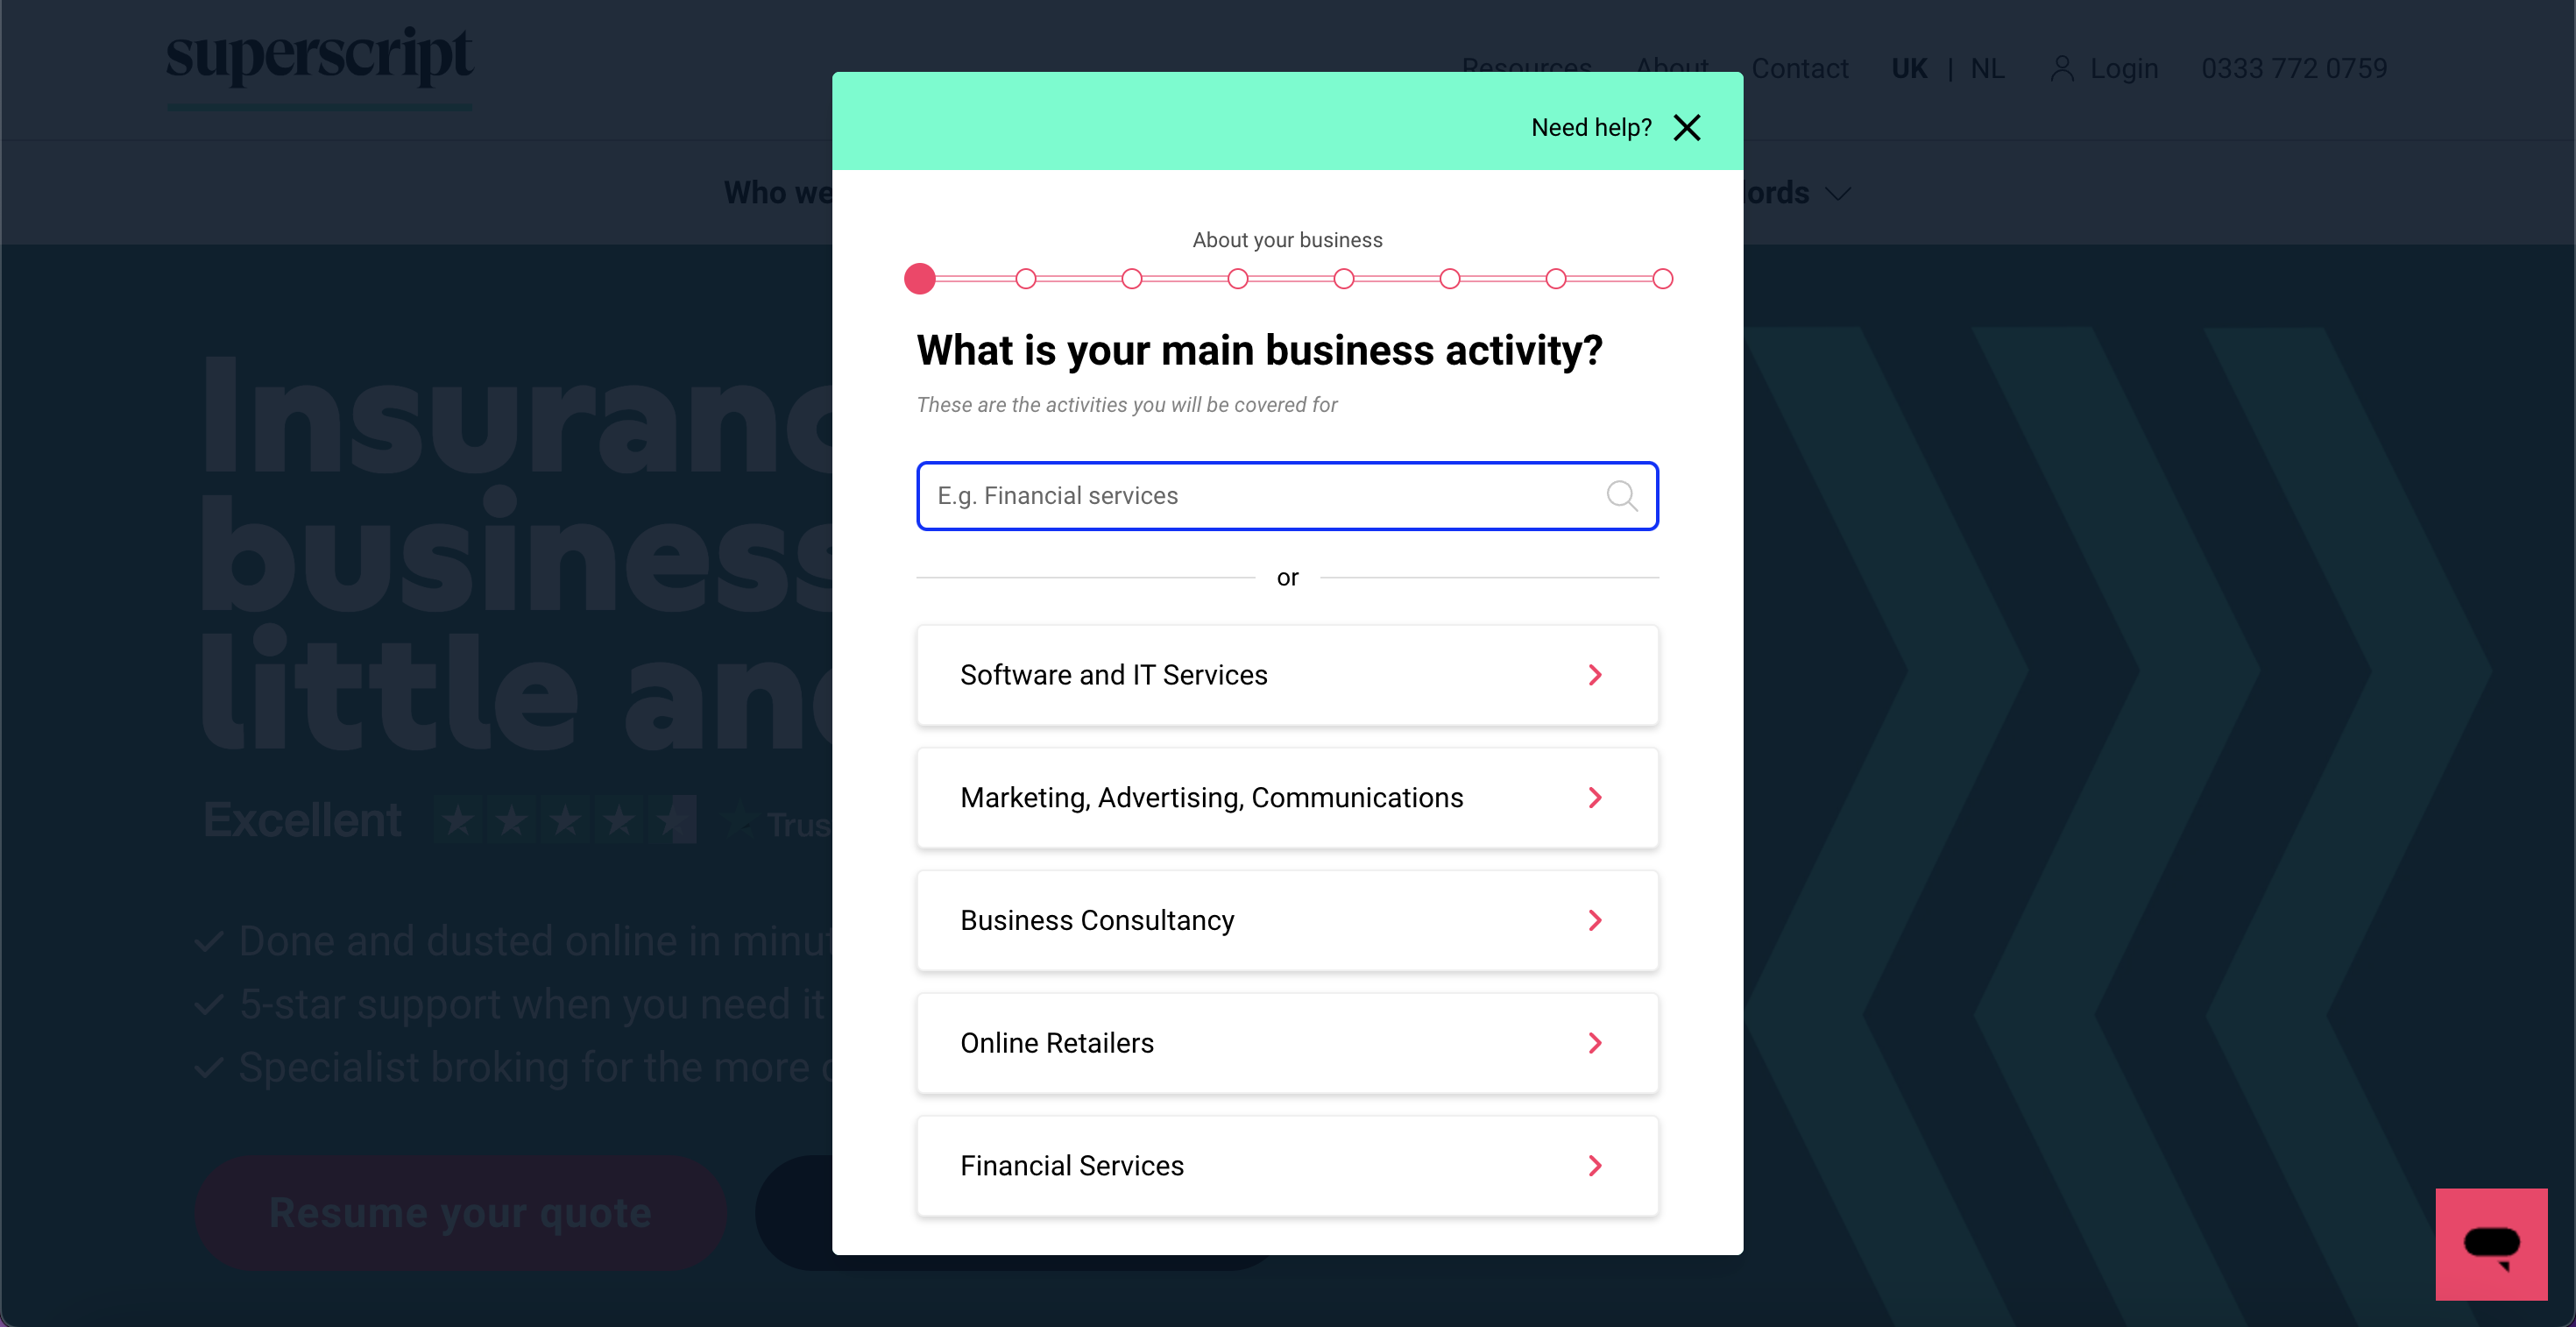 superscript
Resources About Contact UK | NL Login 0333 772 0759
Need help?
Who we
ords
About your business
What is your main business activity?
These are the activities you will be covered for
E.g. Financial services
or
Software and IT Services
Marketing, Advertising, Communications
Business Consultancy
Online Retailers
Financial Services
Insuranc
business
little and
Excellent Trus
Done and dusted online in minut
5-star support when you need it
Specialist broking for the more c
Resume your quote